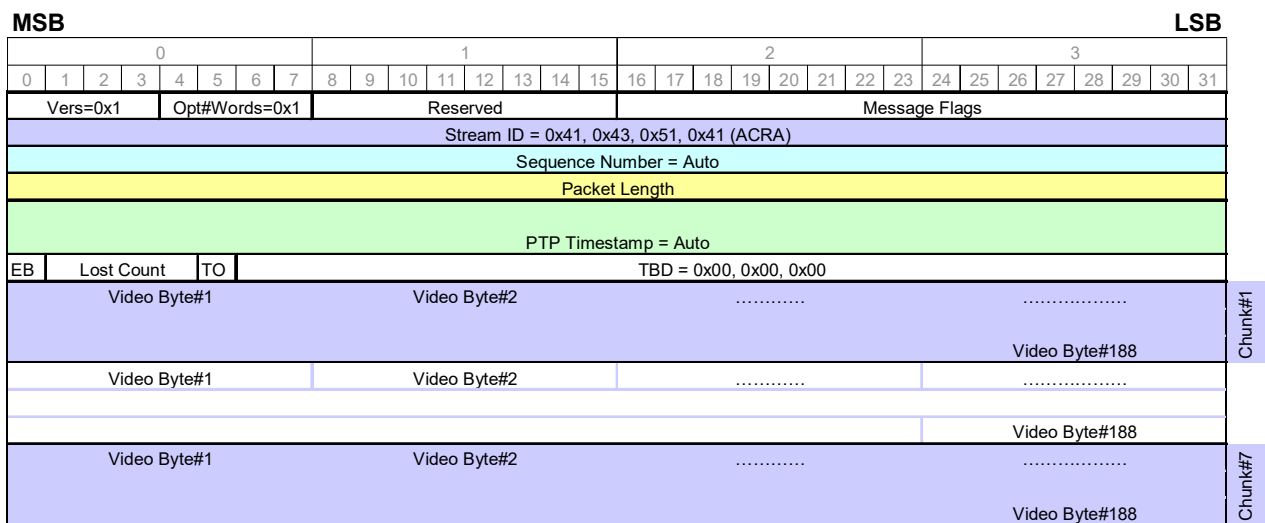 MSB LSB
0 1 2 3
0 1 2 3 4 5 6 7 8 9 10 11 12 13 14 15 16 17 18 19 20 21 22 23 24 25 26 27 28 29 30 31
Vers=0x1 Opt#Words=0x1 Reserved Message Flags
Stream ID = 0x41, 0x43, 0x51, 0x41 (ACRA)
Sequence Number = Auto
Packet Length
PTP Timestamp = Auto
EB Lost Count TO TBD = 0x00, 0x00, 0x00
Video Byte#1 Video Byte#2 ………… ………………
Video Byte#188
Chunk#1
Video Byte#1 Video Byte#2 ………… ………………
Video Byte#188
Video Byte#1 Video Byte#2 ………… ………………
Video Byte#188
Chunk#7